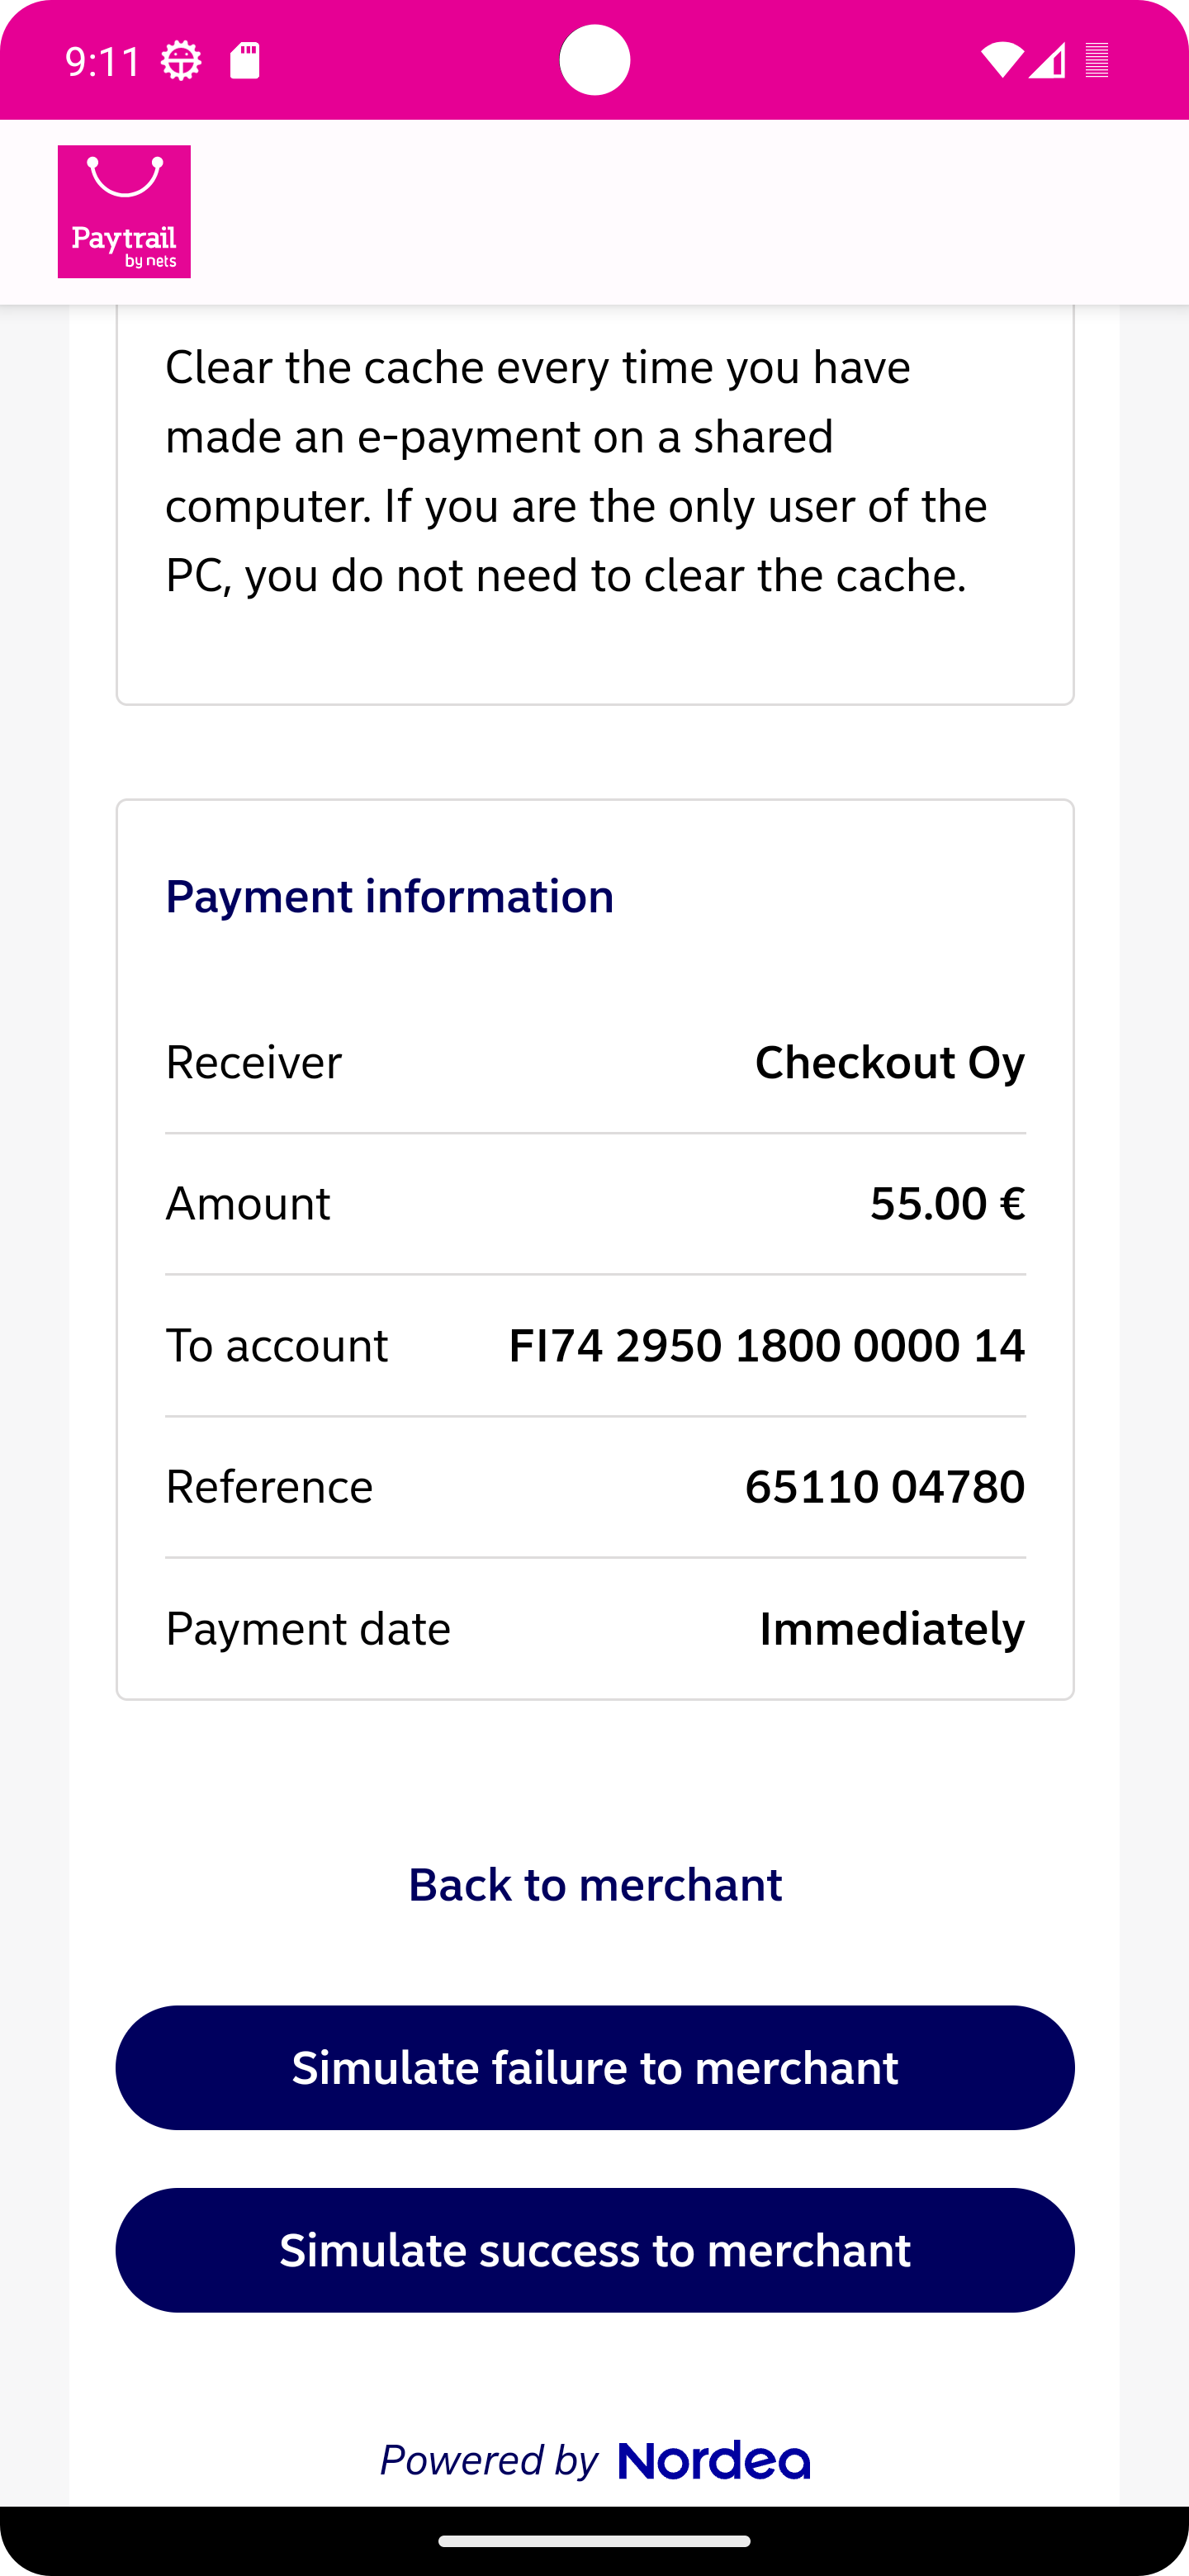 9:11
Paytrail
by nets
Clear the cache every time you have
made an e-payment on a shared
computer. If you are the only user of the
PC, you do not need to clear the cache.
Payment information
Receiver Checkout Oy
Amount 55.00 €
To account FI74 2950 1800 0000 14
Reference 65110 04780
Payment date Immediately
Back to merchant
Simulate failure to merchant
Simulate success to merchant
Powered by Nordea